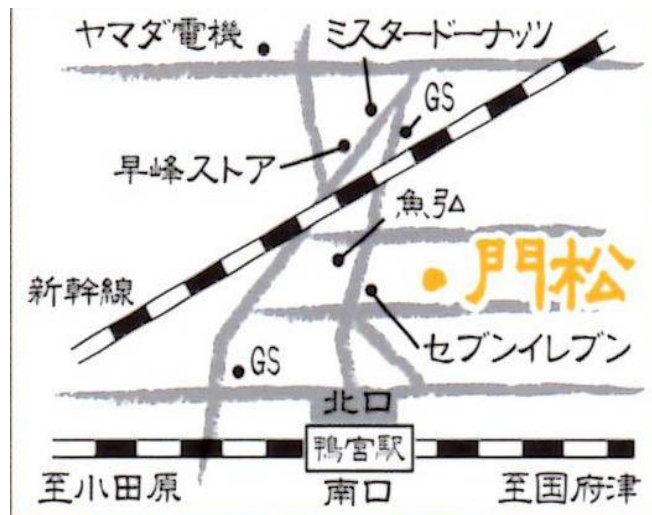 ヤマダ電機
ミスタードーナッツ
GS
早峰ストア
魚弘
門松
新幹線
セブンイレブン
GS
北口
鴨宮駅
至小田原
南口
至国府津